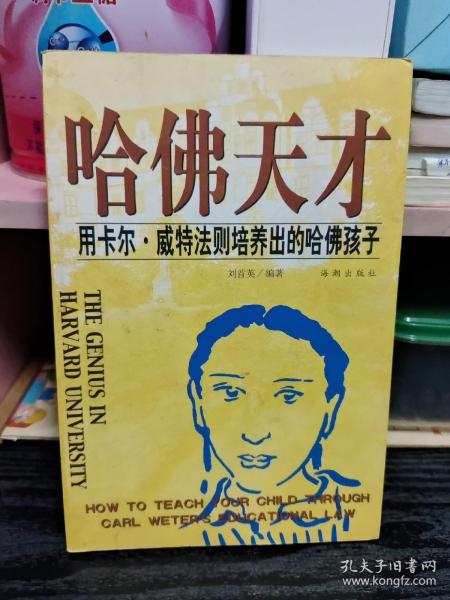 哈佛天才
用卡尔·威特法则培养出的哈佛孩子
刘首英/编著 海潮出版社
THE GENIUS IN
HARVARD UNIVERSITY
HOW TO TEACH YOUR CHILD THROUGH
CARL WETER'S EDUCATIONAL LAW
孔夫子旧书网
www.kongfz.com